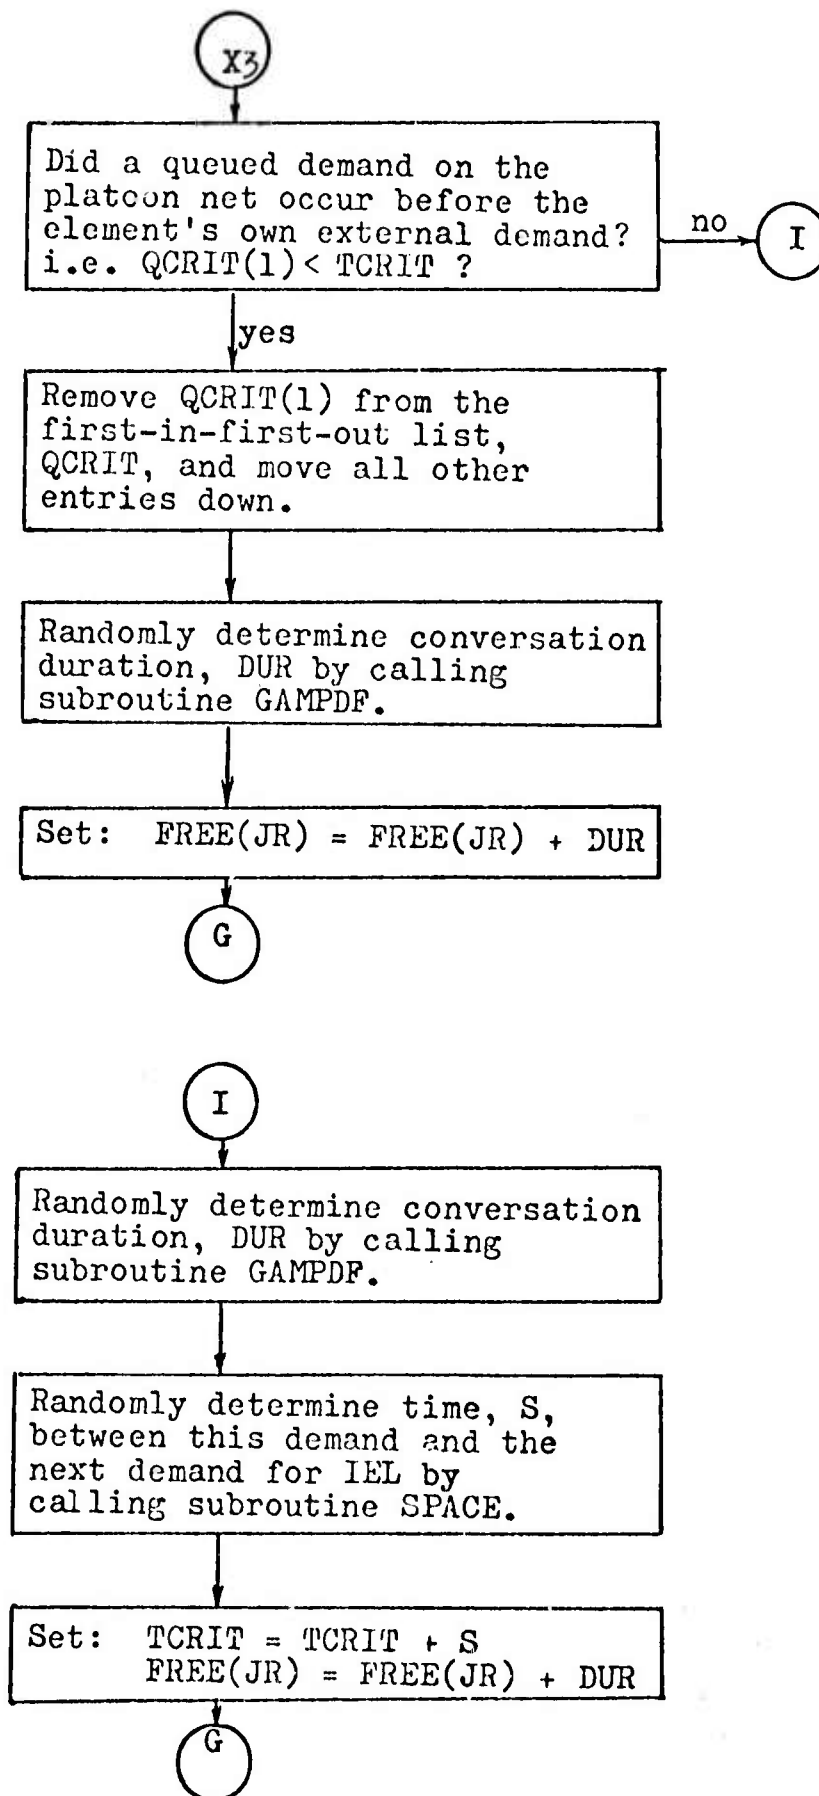 X3
Did a queued demand on the
platoon net occur before the
element's own external demand?
i.e. QCRIT(1) < TCRIT ?
no
I
yes
Remove QCRIT(1) from the
first-in-first-out list,
QCRIT, and move all other
entries down.
Randomly determine conversation
duration, DUR by calling
subroutine GAMPDF.
Set: FREE(JR) = FREE(JR) + DUR
G
I
Randomly determine conversation
duration, DUR by calling
subroutine GAMPDF.
Randomly determine time, S,
between this demand and the
next demand for IEL by
calling subroutine SPACE.
Set: TCRIT = TCRIT + S
FREE(JR) = FREE(JR) + DUR
G